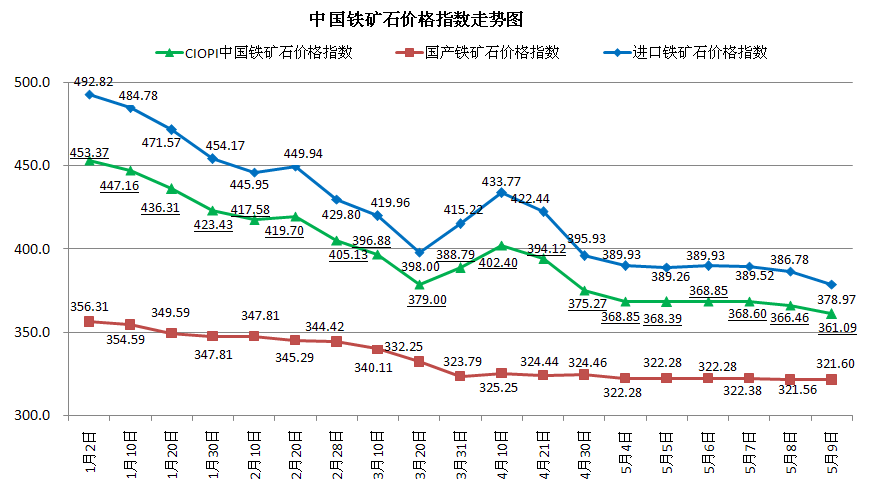 中国铁矿石价格指数走势图
CIOPI中国铁矿石价格指数 国产铁矿石价格指数 进口铁矿石价格指数
500.0
450.0
400.0
350.0
300.0
492.82 484.78 471.57 454.17 445.95 449.94 429.80 419.96 398.00 415.22 433.77 422.44 395.93 389.93 389.26 389.93 389.52 386.78 378.97
453.37 447.16 436.31 423.43 417.58 419.70 405.13 396.88 379.00 388.79 402.40 394.12 375.27 368.85 368.39 368.85 368.60 366.46 361.09
356.31 354.59 349.59 347.81 347.81 345.29 344.42 340.11 332.25 323.79 325.25 324.44 324.46 322.28 322.28 322.28 322.38 321.56 321.60
1月2日 1月10日 1月20日 1月30日 2月10日 2月20日 2月28日 3月10日 3月20日 3月31日 4月10日 4月21日 4月30日 5月4日 5月5日 5月6日 5月7日 5月8日 5月9日